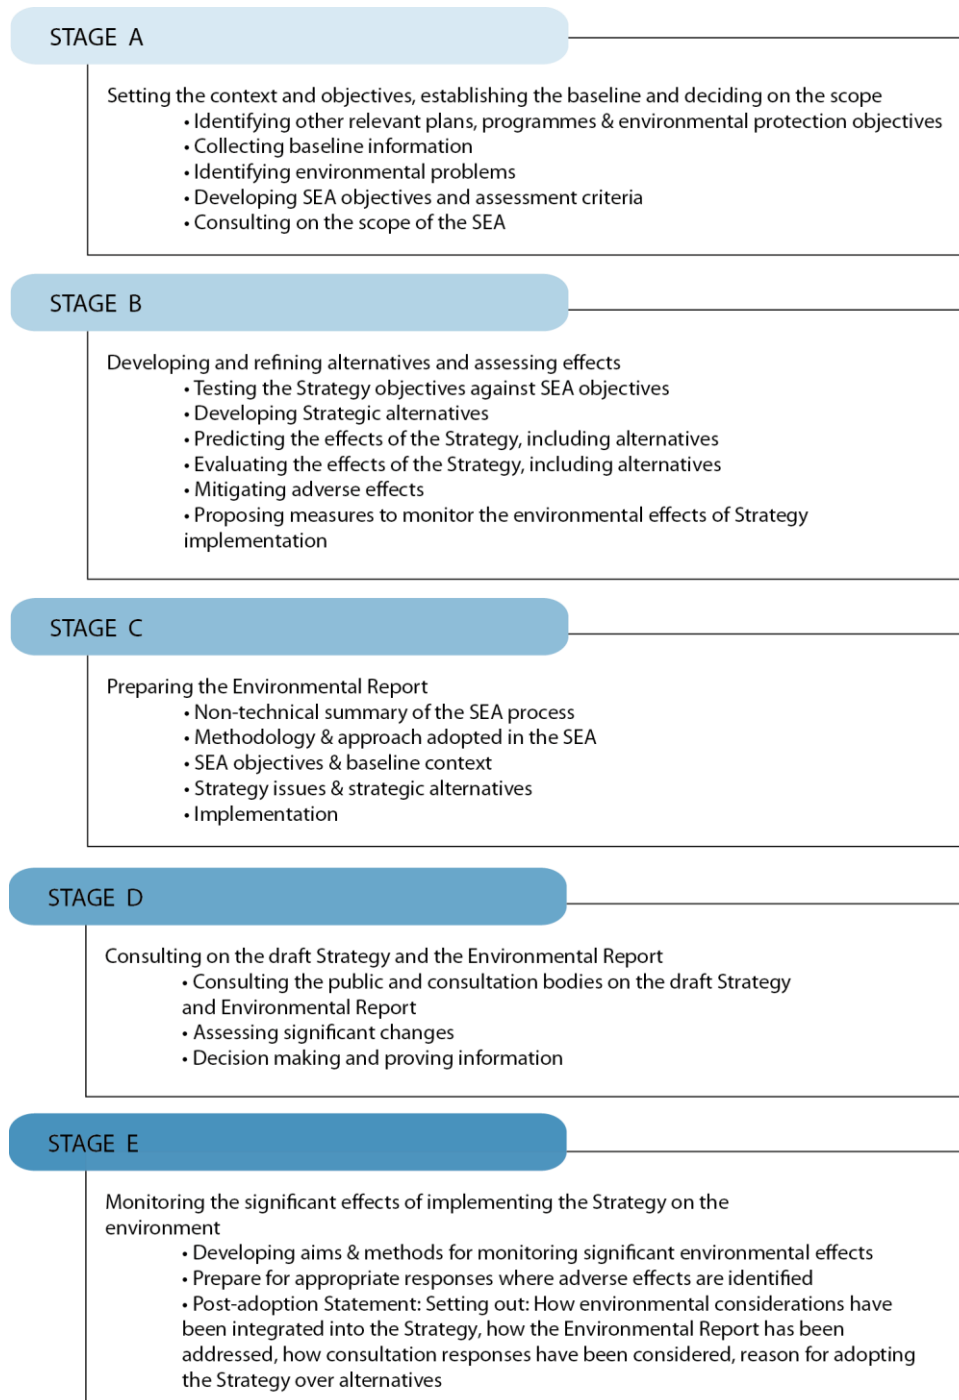 STAGE A
Setting the context and objectives, establishing the baseline and deciding on the scope
• Identifying other relevant plans, programmes & environmental protection objectives
• Collecting baseline information
• Identifying environmental problems
• Developing SEA objectives and assessment criteria
• Consulting on the scope of the SEA
STAGE B
Developing and refining alternatives and assessing effects
• Testing the Strategy objectives against SEA objectives
• Developing Strategic alternatives
• Predicting the effects of the Strategy, including alternatives
• Evaluating the effects of the Strategy, including alternatives
• Mitigating adverse effects
• Proposing measures to monitor the environmental effects of Strategy
implementation
STAGE C
Preparing the Environmental Report
• Non-technical summary of the SEA process
• Methodology & approach adopted in the SEA
• SEA objectives & baseline context
• Strategy issues & strategic alternatives
• Implementation
STAGE D
Consulting on the draft Strategy and the Environmental Report
• Consulting the public and consultation bodies on the draft Strategy
and Environmental Report
• Assessing significant changes
• Decision making and proving information
STAGE E
Monitoring the significant effects of implementing the Strategy on the
environment
• Developing aims & methods for monitoring significant environmental effects
• Prepare for appropriate responses where adverse effects are identified
• Post-adoption Statement: Setting out: How environmental considerations have
been integrated into the Strategy, how the Environmental Report has been
addressed, how consultation responses have been considered, reason for adopting
the Strategy over alternatives